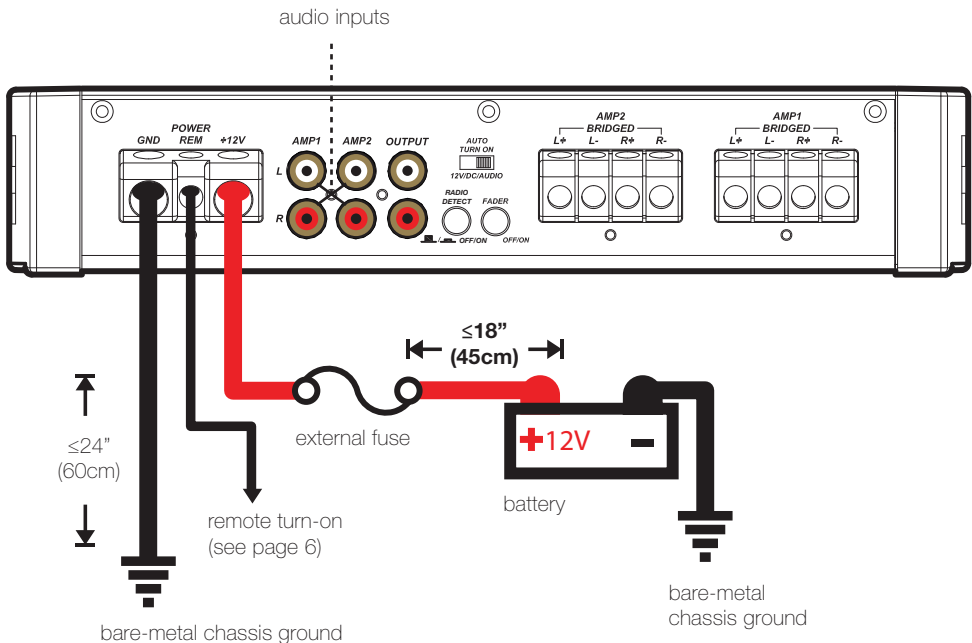 audio inputs
POWER
GND REM +12V
AMP1 AMP2 OUTPUT
L
R
AUTO
TURN ON
12V/DC/AUDIO
RADIO
DETECT
FADER
/ OFF/ON
OFF/ON
AMP2
BRIDGED
L+ L- R+ R-
AMP1
BRIDGED
L+ L- R+ R-
≤18”
(45cm)
≤24”
(60cm)
external fuse
+12V −
battery
remote turn-on
(see page 6)
bare-metal
chassis ground
bare-metal chassis ground